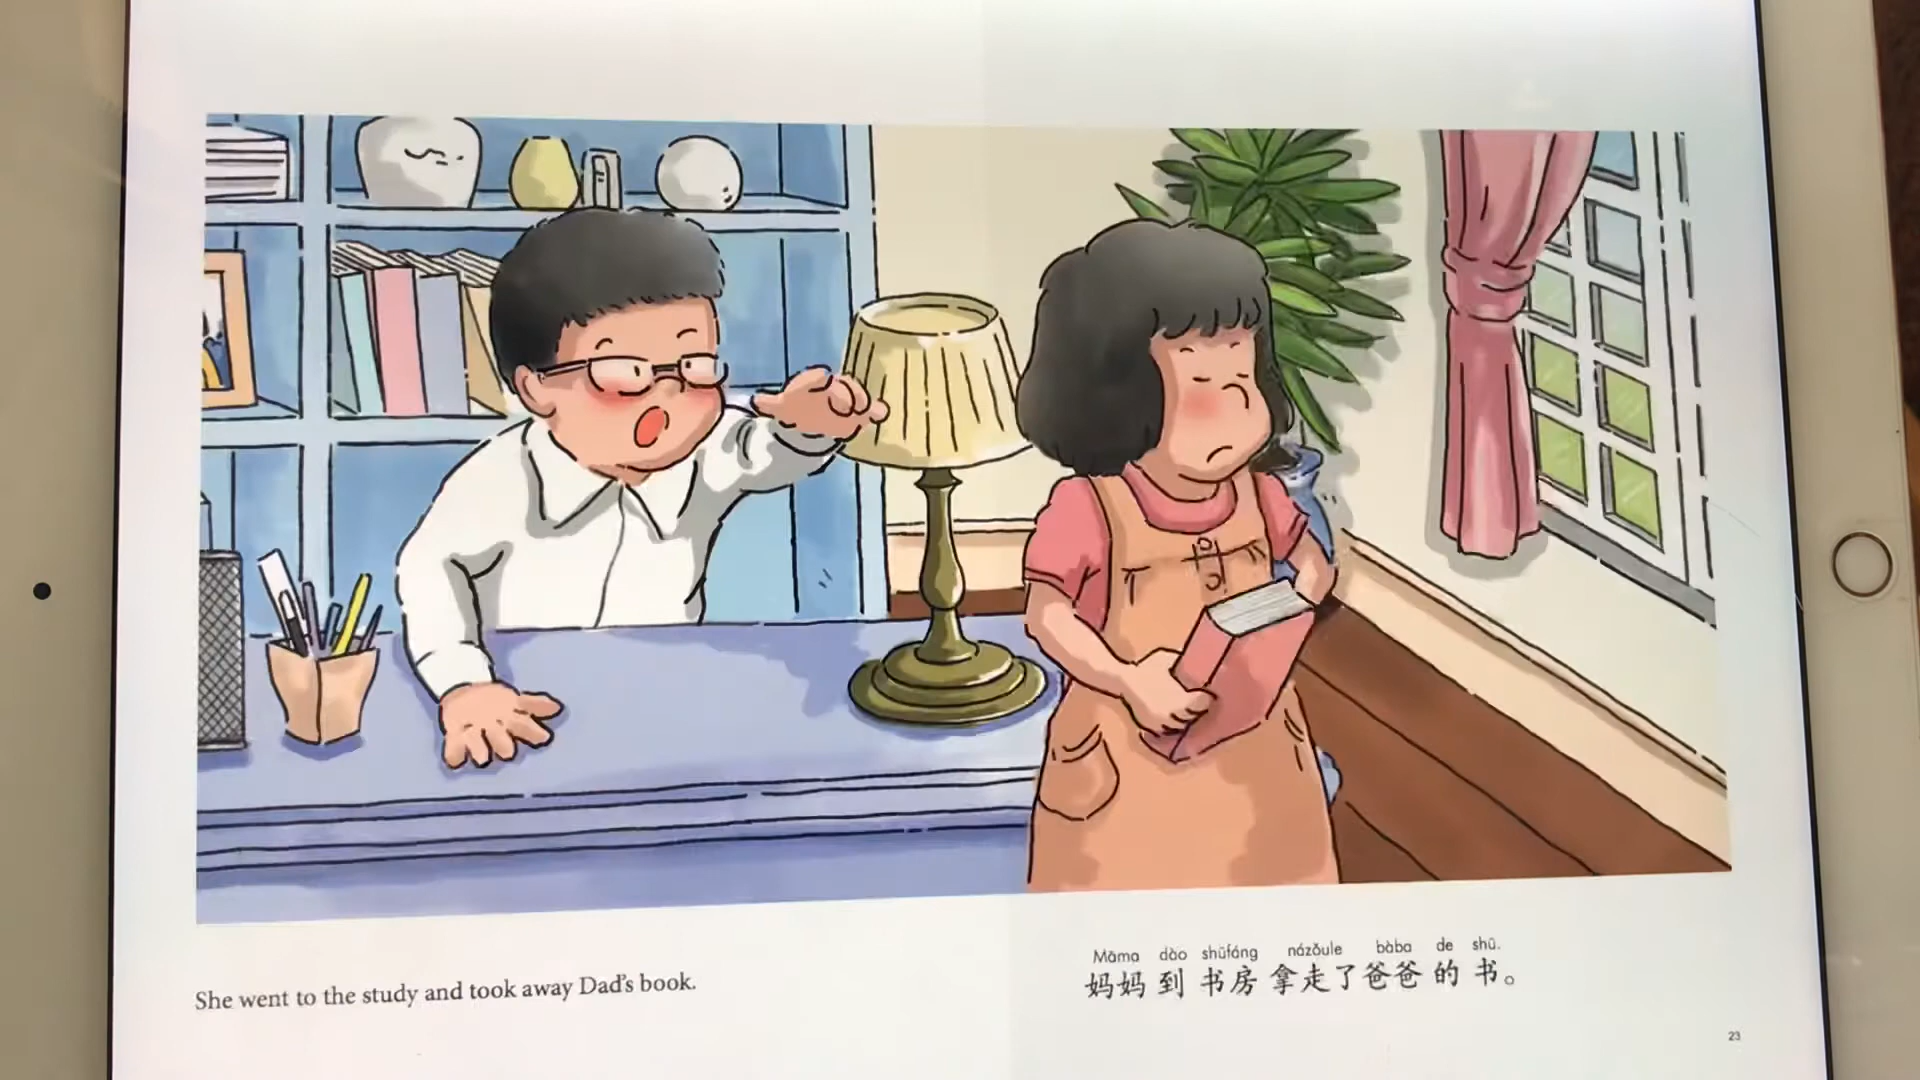 She went to the study and took away Dad's book.
Māma dào shūfáng názǒule bàba de shū.
妈妈 到 书房 拿走了爸爸 的 书。
23